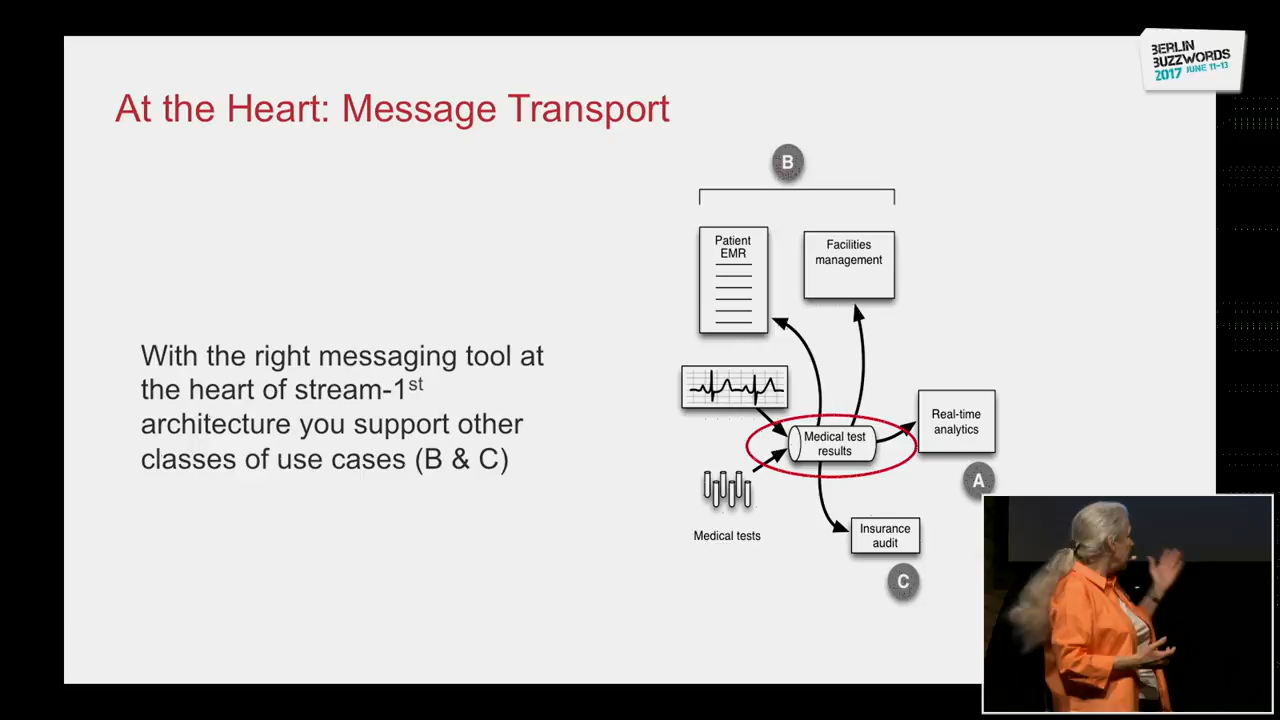 BERLIN
BUZZWORDS
2017 JUNE 11-13
At the Heart: Message Transport
B
Patient
EMR
Facilities
management
With the right messaging tool at
the heart of stream-1st
architecture you support other
classes of use cases (B & C)
Medical test
results
Real-time
analytics
A
Medical tests
Insurance
audit
C